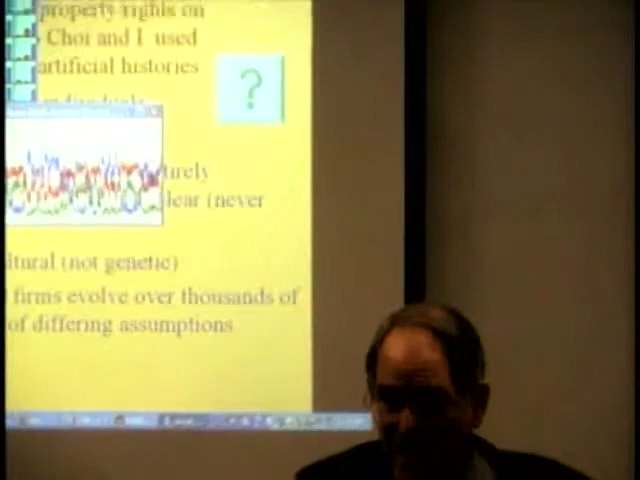 property rights on
Choi and I used
artificial histories
?
tirely
lear (never
ltural (not genetic)
firms evolve over thousands of
of differing assumptions